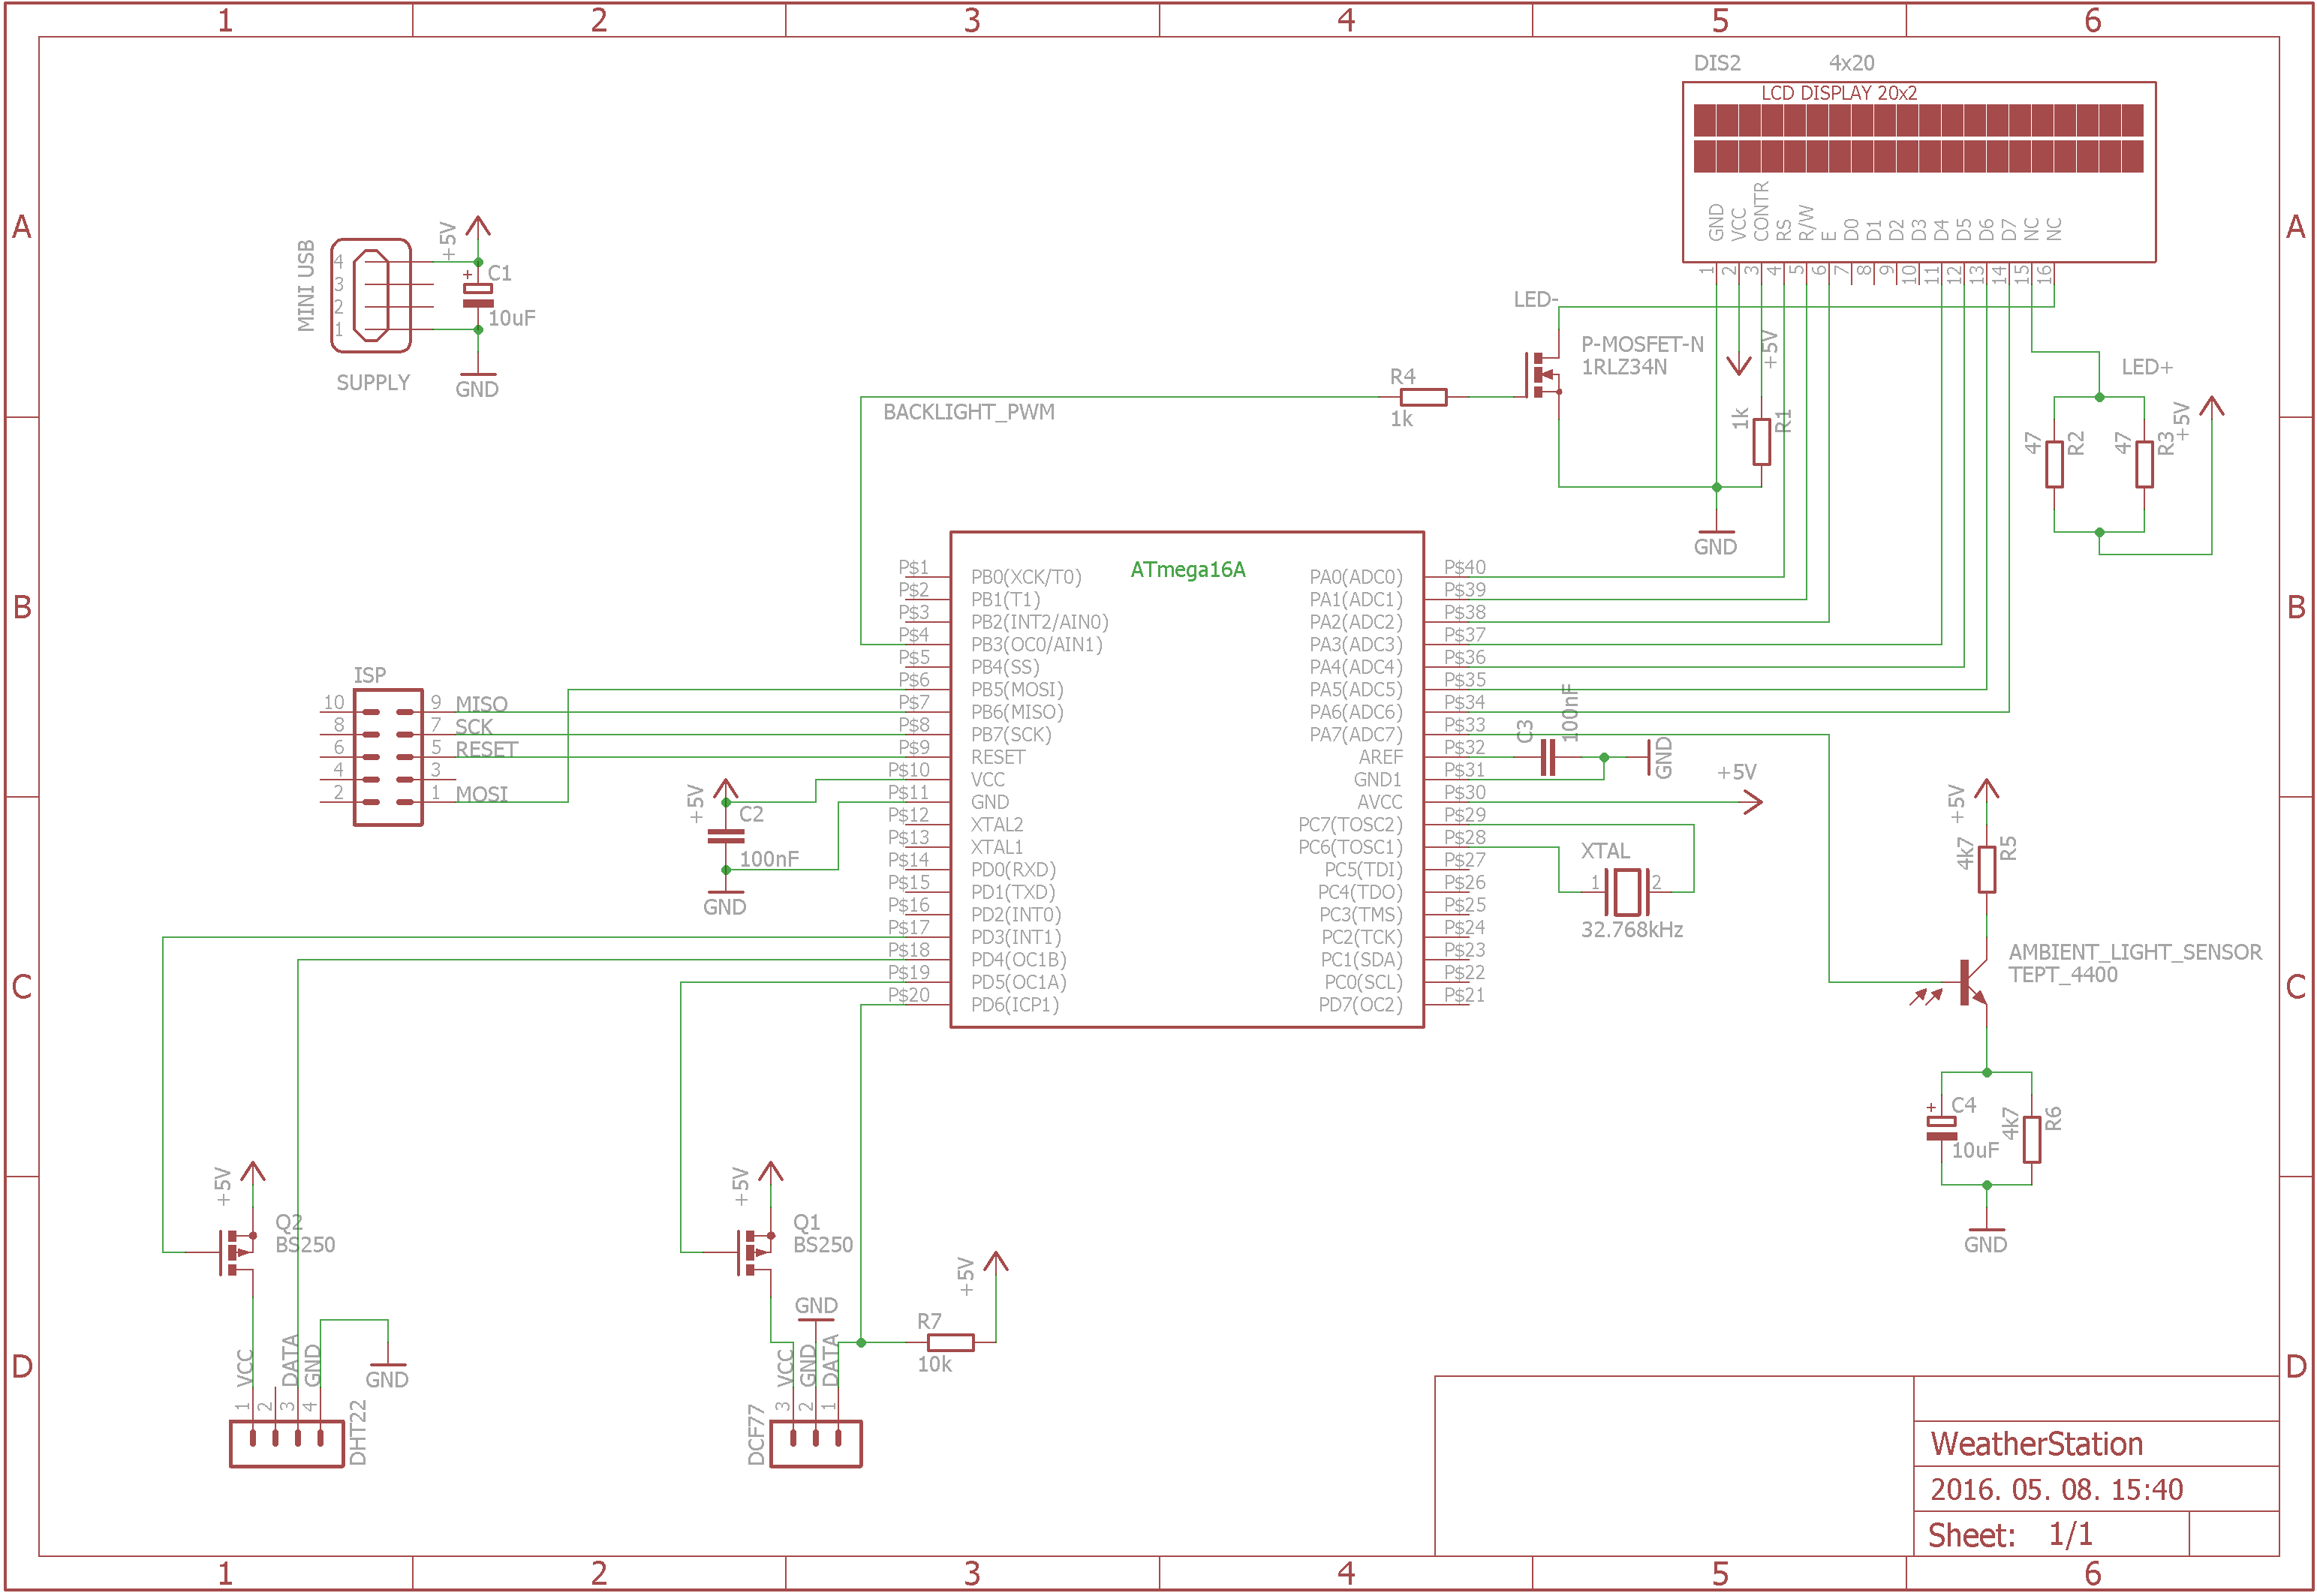 1 2 3 4 5 6
A
B
C
D
DIS2 4x20
LCD DISPLAY 20x2
GND VCC CONTR RS R/W E D0 D1 D2 D3 D4 D5 D6 D7 NC NC
1 2 3 4 5 6 7 8 9 10 11 12 13 14 15 16
MINI USB
4
3
2
1
SUPPLY
+5V
C1
10uF
GND
LED-
P-MOSFET-N
1RLZ34N
R4
1k
BACKLIGHT_PWM
+5V
1k
R1
GND
LED+
47
R2
47
R3
+5V
ATmega16A
P$1 PB0(XCK/T0)
P$2 PB1(T1)
P$3 PB2(INT2/AIN0)
P$4 PB3(OC0/AIN1)
P$5 PB4(SS)
P$6 PB5(MOSI)
P$7 PB6(MISO)
P$8 PB7(SCK)
P$9 RESET
P$10 VCC
P$11 GND
P$12 XTAL2
P$13 XTAL1
P$14 PD0(RXD)
P$15 PD1(TXD)
P$16 PD2(INT0)
P$17 PD3(INT1)
P$18 PD4(OC1B)
P$19 PD5(OC1A)
P$20 PD6(ICP1)
PA0(ADC0) P$40
PA1(ADC1) P$39
PA2(ADC2) P$38
PA3(ADC3) P$37
PA4(ADC4) P$36
PA5(ADC5) P$35
PA6(ADC6) P$34
PA7(ADC7) P$33
AREF P$32
GND1 P$31
AVCC P$30
PC7(TOSC2) P$29
PC6(TOSC1) P$28
PC5(TDI) P$27
PC4(TDO) P$26
PC3(TMS) P$25
PC2(TCK) P$24
PC1(SDA) P$23
PC0(SCL) P$22
PD7(OC2) P$21
ISP
10 9 MISO
8 7 SCK
6 5 RESET
4 3
2 1 MOSI
+5V
C2
100nF
GND
C3
100nF
GND
+5V
XTAL
1 2
32.768kHz
+5V
4k7
R5
AMBIENT_LIGHT_SENSOR
TEPT_4400
C4
10uF
4k7
R6
GND
+5V
Q2
BS250
VCC DATA GND
GND
1 2 3 4
DHT22
+5V
Q1
BS250
GND
VCC GND DATA
3 2 1
DCF77
R7
10k
+5V
WeatherStation
2016. 05. 08. 15:40
Sheet: 1/1
A
B
C
D
1 2 3 4 5 6